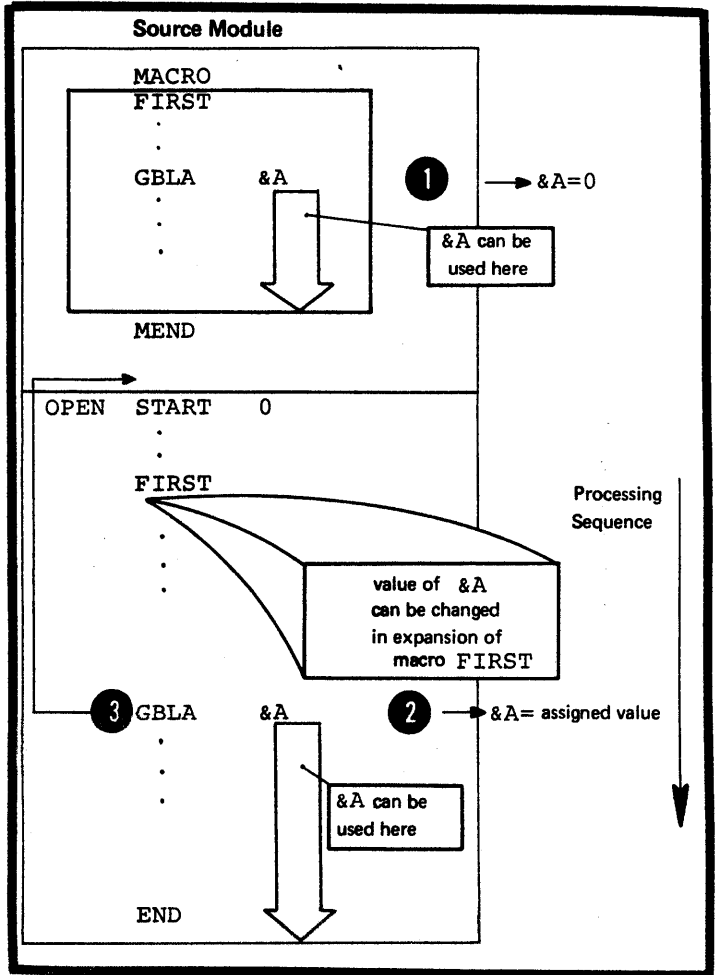 Source Module
MACRO
FIRST
.
.
GBLA &A
1
&A=0
.
.
.
&A can be
used here
MEND
OPEN START 0
.
.
FIRST
Processing
Sequence
.
.
.
value of &A
can be changed
in expansion of
macro FIRST
3 GBLA &A
2
&A= assigned value
.
.
.
&A can be
used here
END